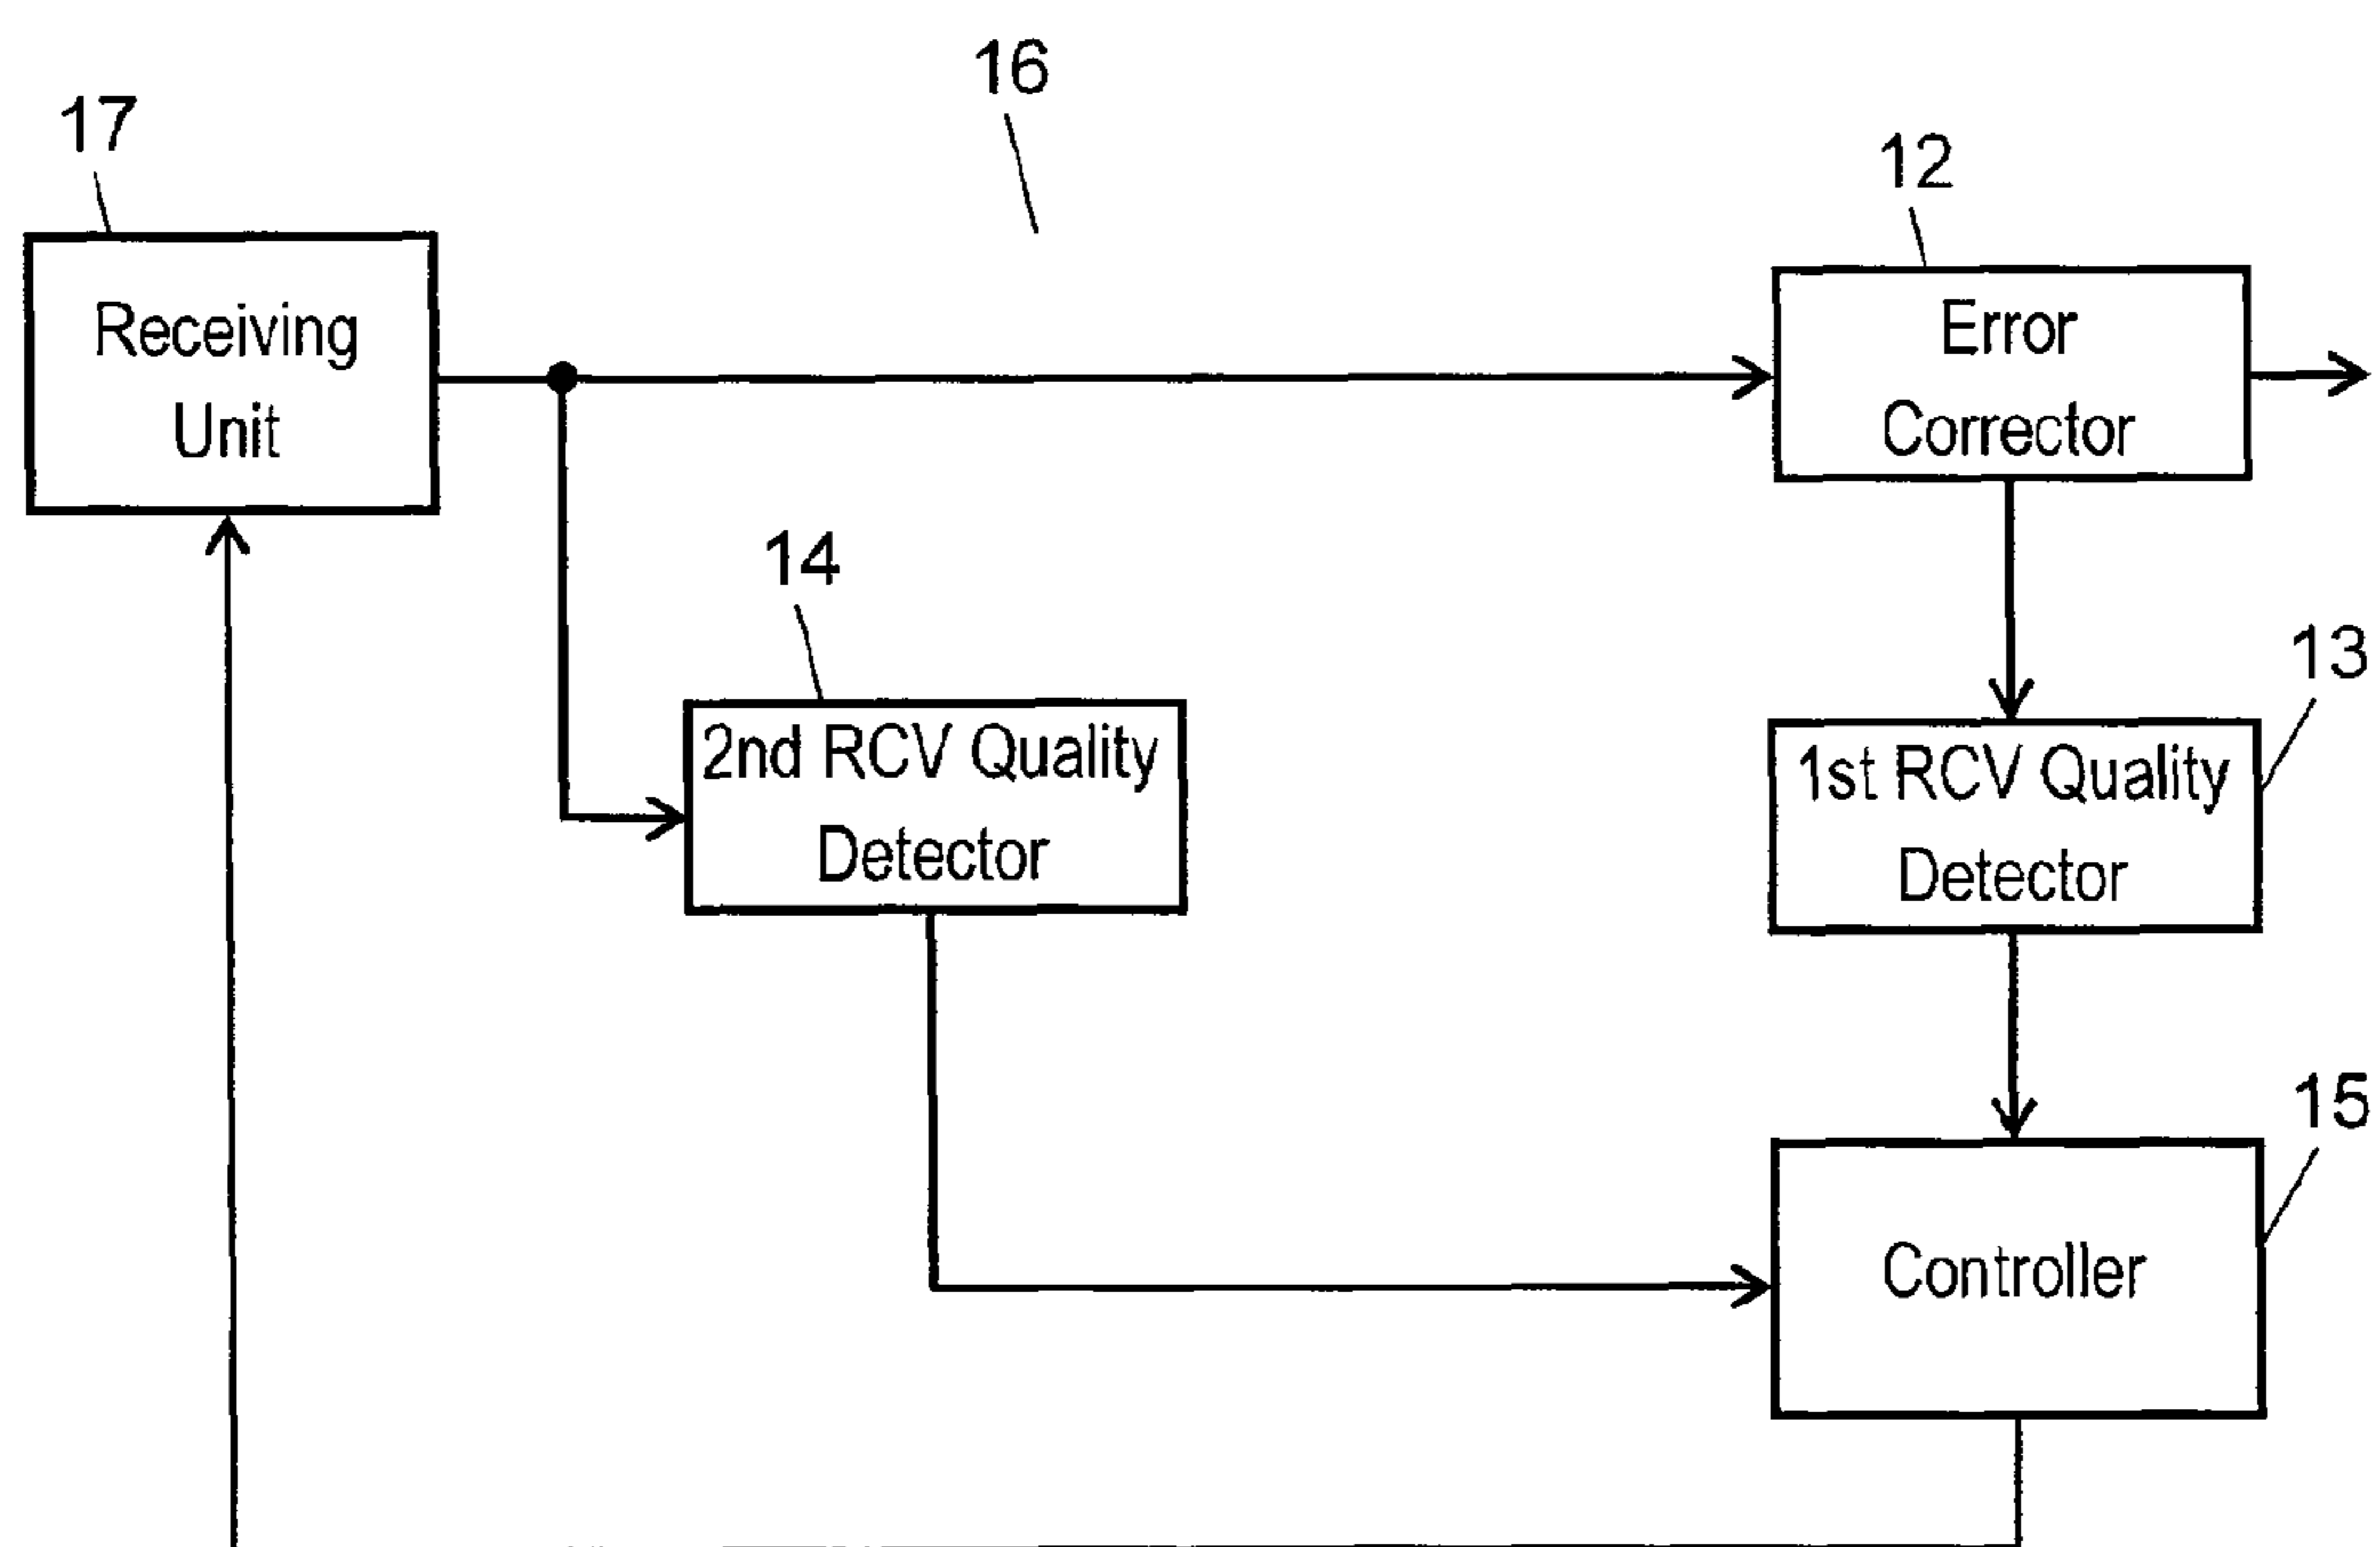 16
17
12
Receiving
Unit
Error
Corrector
14
13
2nd RCV Quality
Detector
1st RCV Quality
Detector
15
Controller